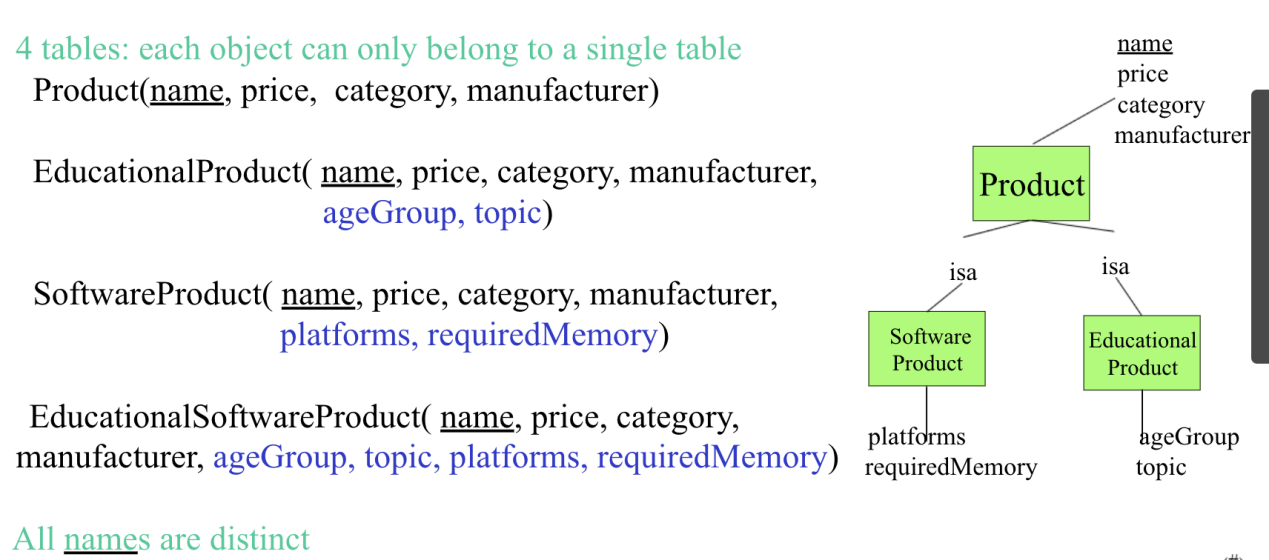 4 tables: each object can only belong to a single table
Product(name, price, category, manufacturer)
EducationalProduct( name, price, category, manufacturer,
ageGroup, topic)
SoftwareProduct( name, price, category, manufacturer,
platforms, requiredMemory)
EducationalSoftwareProduct( name, price, category,
manufacturer, ageGroup, topic, platforms, requiredMemory)
All names are distinct
name
price
category
manufacturer
Product
isa
isa
Software
Product
Educational
Product
platforms
requiredMemory
ageGroup
topic